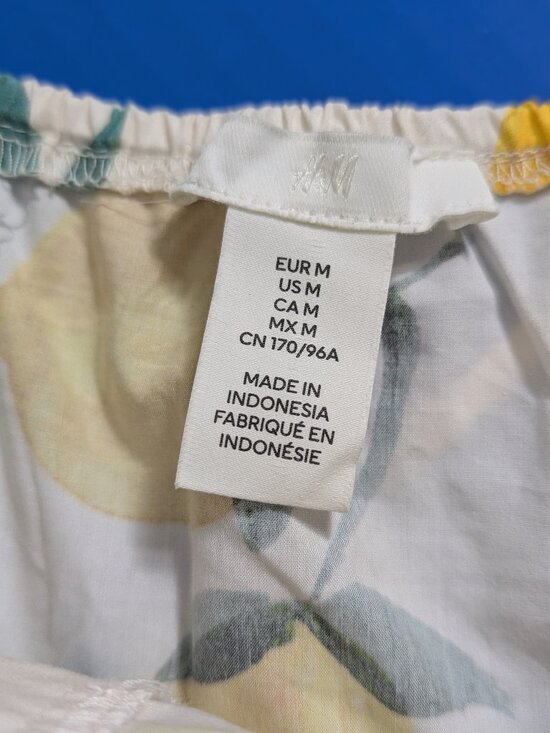 H&M
EUR M
US M
CA M
MX M
CN 170/96A
MADE IN
INDONESIA
FABRIQUÉ EN
INDONÉSIE